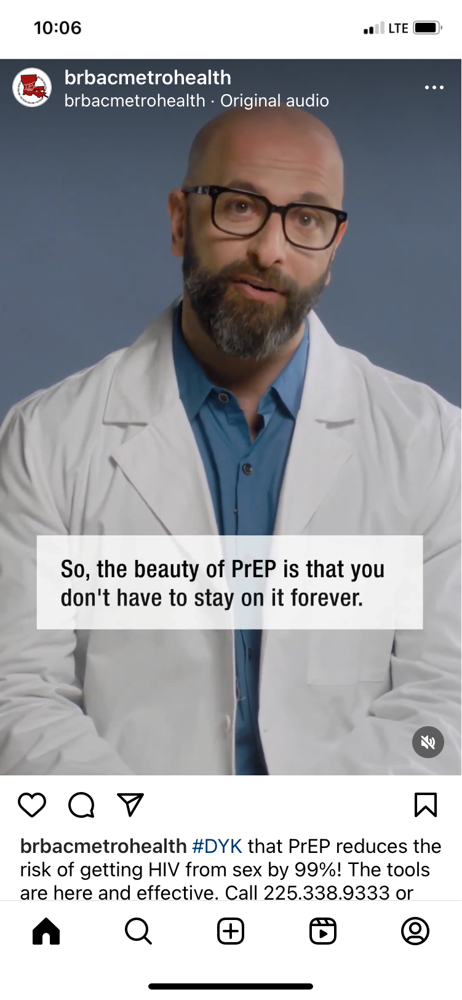 10:06
LTE
brbacmetrohealth
brbacmetrohealth · Original audio
So, the beauty of PrEP is that you
don't have to stay on it forever.
brbacmetrohealth #DYK that PrEP reduces the
risk of getting HIV from sex by 99%! The tools
are here and effective. Call 225.338.9333 or